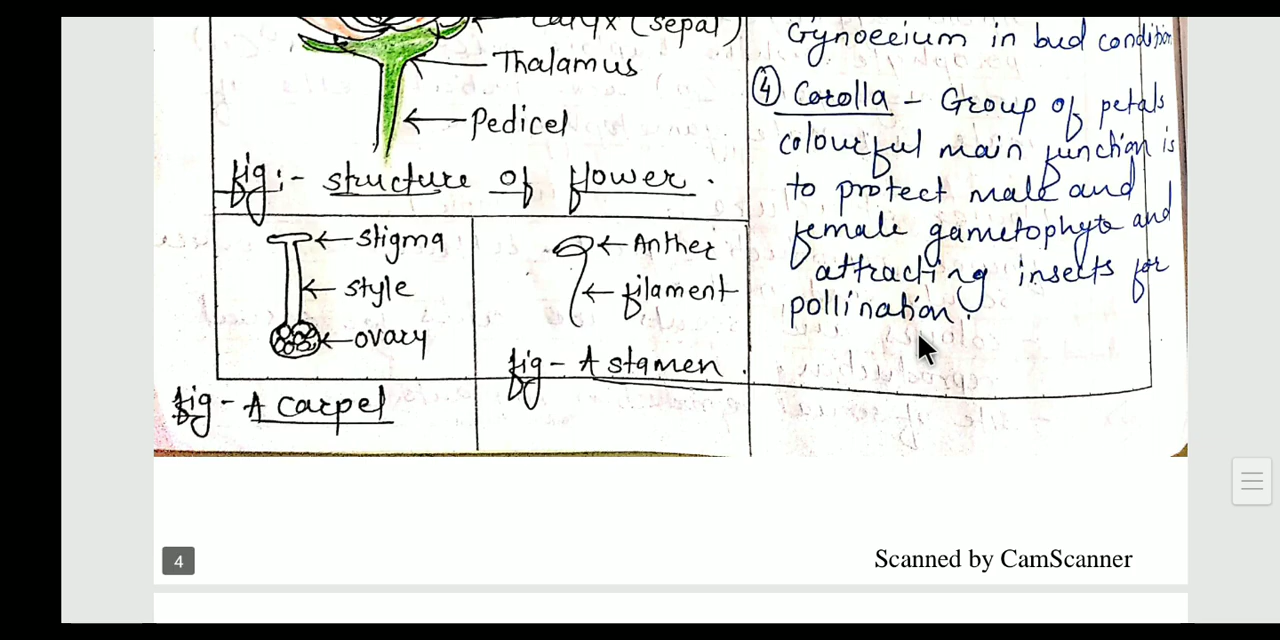 Calyx (sepal)
Thalamus
Pedicel
fig:- structure of flower.
stigma
style
ovary
fig - A carpel
Anther
filament
fig - A stamen.
Gynoecium in bud condition
④ Corolla - Group of petals
colourful main function is
to protect male and
female gametophyte and
attracting insects for
pollination.
4
Scanned by CamScanner